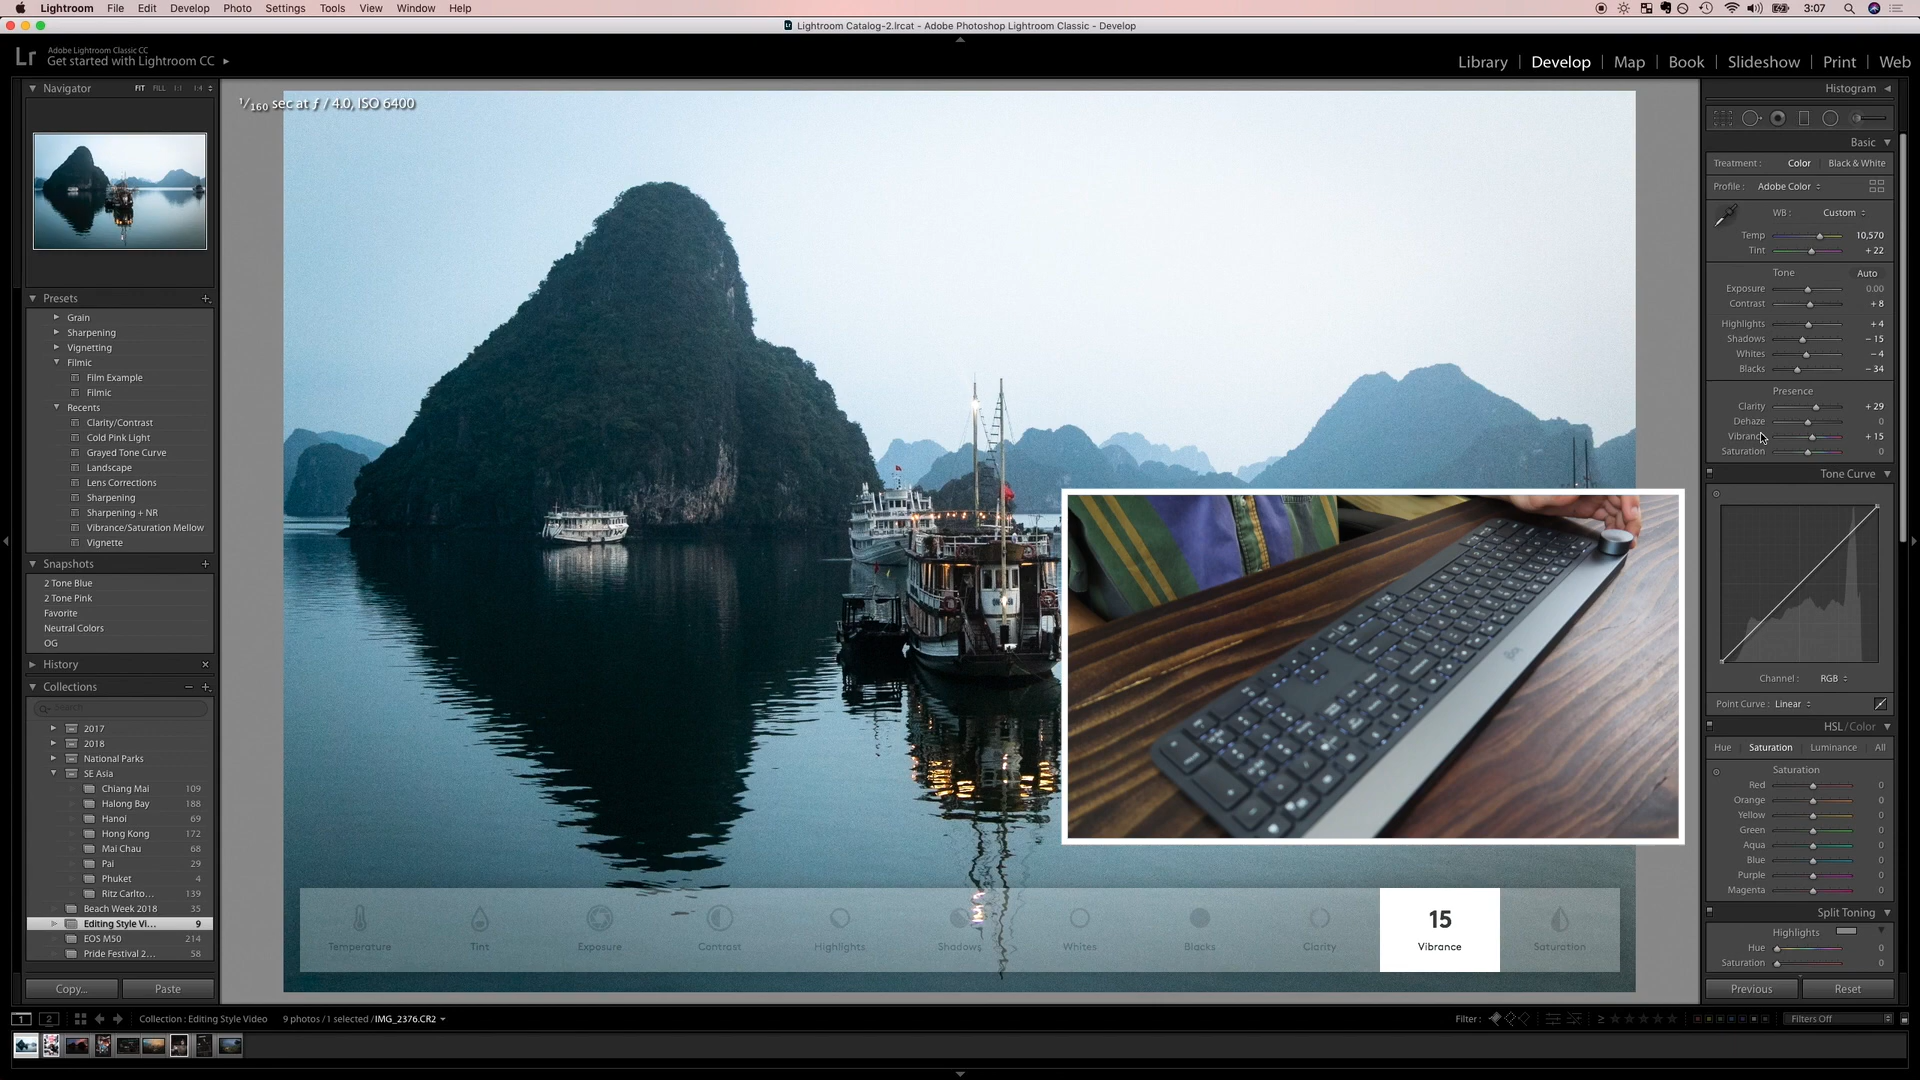 Lightroom File Edit Develop Photo Settings Tools View Window Help 3:07
Lightroom Catalog-2.lrcat - Adobe Photoshop Lightroom Classic - Develop
Lr
Adobe Lightroom Classic CC
Get started with Lightroom CC
Library | Develop | Map | Book | Slideshow | Print | Web
Navigator FIT FILL 1:1 1:4
1/160 sec at ƒ / 4.0, ISO 6400
Presets
Grain
Sharpening
Vignetting
Filmic
Film Example
Filmic
Recents
Clarity/Contrast
Cold Pink Light
Grayed Tone Curve
Landscape
Lens Corrections
Sharpening
Sharpening + NR
Vibrance/Saturation Mellow
Vignette
Snapshots
2 Tone Blue
2 Tone Pink
Favorite
Neutral Colors
OG
History
Collections
2017
2018
National Parks
SE Asia
Chiang Mai 109
Halong Bay 188
Hanoi 69
Hong Kong 172
Mai Chau 68
Pai 29
Phuket 4
Ritz Carlto... 139
Beach Week 2018 35
Editing Style Vi... 9
EOS M50 214
Pride Festival 2... 58
Copy... Paste
Temperature
Tint
Exposure
Contrast
Highlights
Shadows
Whites
Blacks
Clarity
15
Vibrance
Saturation
Histogram
Basic
Treatment : Color Black & White
Profile : Adobe Color
WB : Custom
Temp 10,570
Tint + 22
Tone Auto
Exposure 0.00
Contrast + 8
Highlights + 4
Shadows − 15
Whites − 4
Blacks − 34
Presence
Clarity + 29
Dehaze 0
Vibrance + 15
Saturation 0
Tone Curve
Channel : RGB
Point Curve : Linear
HSL / Color
Hue Saturation Luminance All
Saturation
Red 0
Orange 0
Yellow 0
Green 0
Aqua 0
Blue 0
Purple 0
Magenta 0
Split Toning
Highlights
Hue 0
Saturation 0
Previous Reset
1 2 Collection : Editing Style Video 9 photos / 1 selected / IMG_2376.CR2
Filter : Filters Off